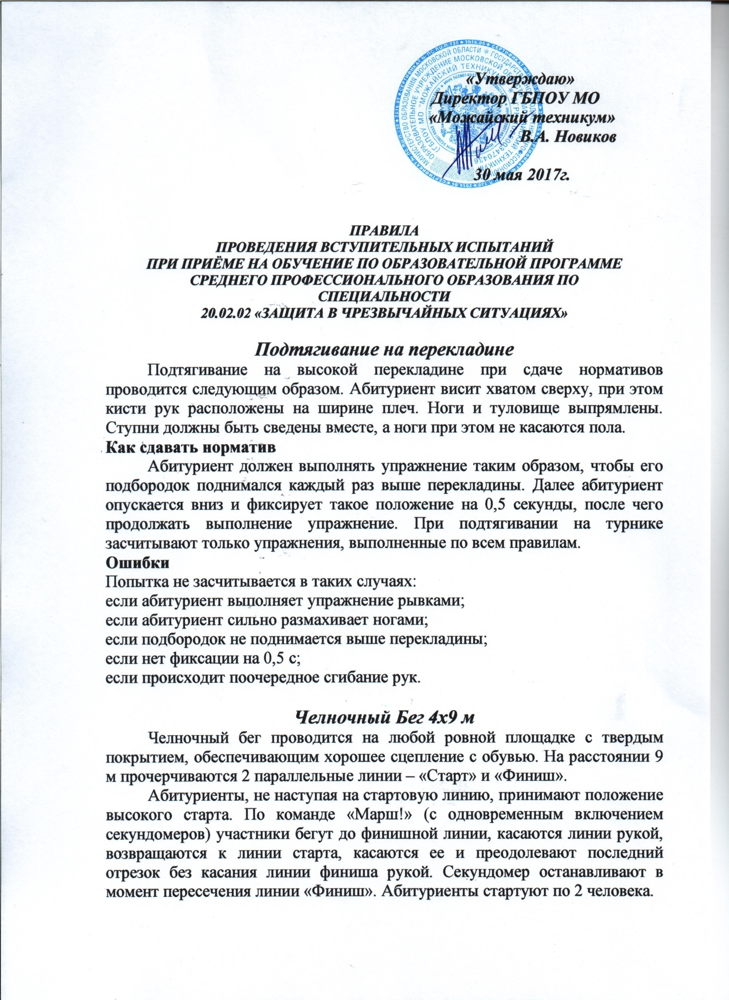 «Утверждаю»
Директор ГБПОУ МО
«Можайский техникум»
В.А. Новиков
30 мая 2017г.
ПРАВИЛА
ПРОВЕДЕНИЯ ВСТУПИТЕЛЬНЫХ ИСПЫТАНИЙ
ПРИ ПРИЁМЕ НА ОБУЧЕНИЕ ПО ОБРАЗОВАТЕЛЬНОЙ ПРОГРАММЕ
СРЕДНЕГО ПРОФЕССИОНАЛЬНОГО ОБРАЗОВАНИЯ ПО
СПЕЦИАЛЬНОСТИ
20.02.02 «ЗАЩИТА В ЧРЕЗВЫЧАЙНЫХ СИТУАЦИЯХ»
Подтягивание на перекладине
Подтягивание на высокой перекладине при сдаче нормативов
проводится следующим образом. Абитуриент висит хватом сверху, при этом
кисти рук расположены на ширине плеч. Ноги и туловище выпрямлены.
Ступни должны быть сведены вместе, а ноги при этом не касаются пола.
Как сдавать норматив
Абитуриент должен выполнять упражнение таким образом, чтобы его
подбородок поднимался каждый раз выше перекладины. Далее абитуриент
опускается вниз и фиксирует такое положение на 0,5 секунды, после чего
продолжать выполнение упражнение. При подтягивании на турнике
засчитывают только упражнения, выполненные по всем правилам.
Ошибки
Попытка не засчитывается в таких случаях:
если абитуриент выполняет упражнение рывками;
если абитуриент сильно размахивает ногами;
если подбородок не поднимается выше перекладины;
если нет фиксации на 0,5 с;
если происходит поочередное сгибание рук.
Челночный Бег 4х9 м
Челночный бег проводится на любой ровной площадке с твердым
покрытием, обеспечивающим хорошее сцепление с обувью. На расстоянии 9
м прочерчиваются 2 параллельные линии – «Старт» и «Финиш».
Абитуриенты, не наступая на стартовую линию, принимают положение
высокого старта. По команде «Марш!» (с одновременным включением
секундомеров) участники бегут до финишной линии, касаются линии рукой,
возвращаются к линии старта, касаются ее и преодолевают последний
отрезок без касания линии финиша рукой. Секундомер останавливают в
момент пересечения линии «Финиш». Абитуриенты стартуют по 2 человека.